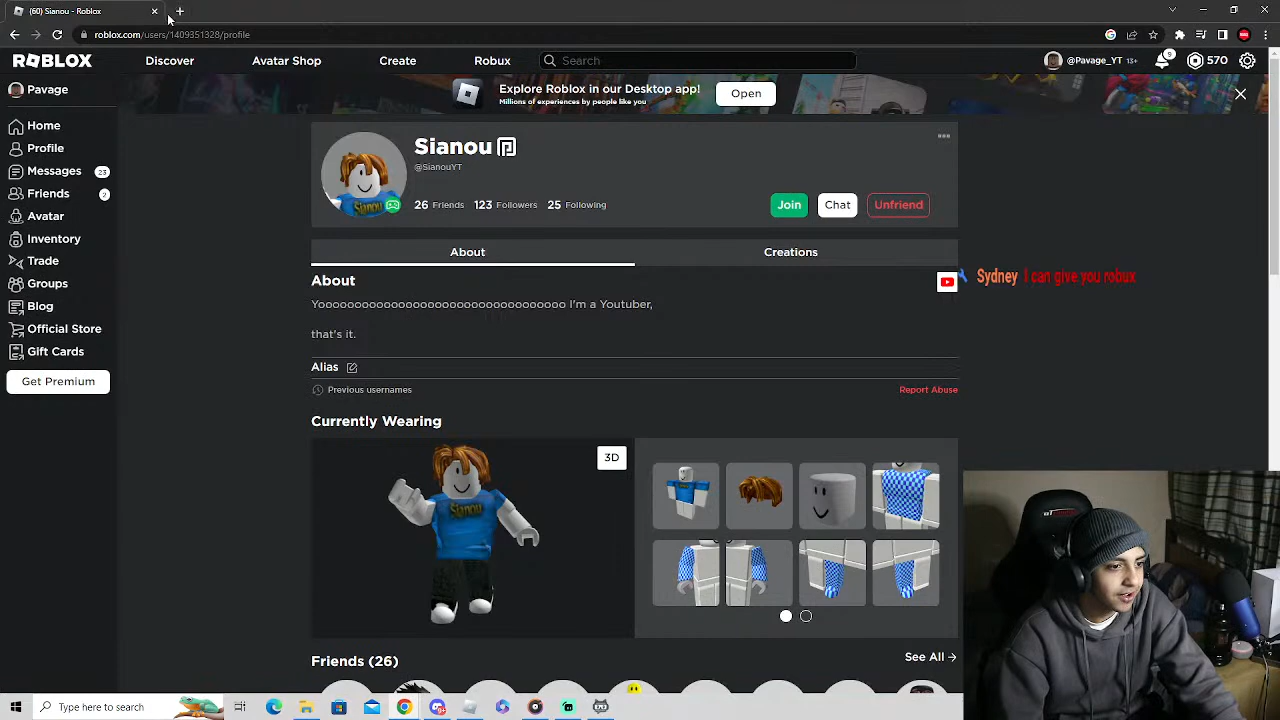 (60) Sianou - Roblox
roblox.com/users/1409351328/profile
ROBLOX Discover Avatar Shop Create Robux Search @Pavage_YT 13+ 9 570
Explore Roblox in our Desktop app!
Millions of experiences by people like you
Open
Pavage
Home
Profile
Messages 23
Friends 2
Avatar
Inventory
Trade
Groups
Blog
Official Store
Gift Cards
Get Premium
Sianou
@SianouYT
26 Friends 123 Followers 25 Following
Join Chat Unfriend
About Creations
About
Yooooooooooooooooooooooooooooooo I'm a Youtuber,
that's it.
Alias
Previous usernames Report Abuse
Currently Wearing
3D
Sianou
Sianou
Friends (26) See All
Sydney I can give you robux
Type here to search